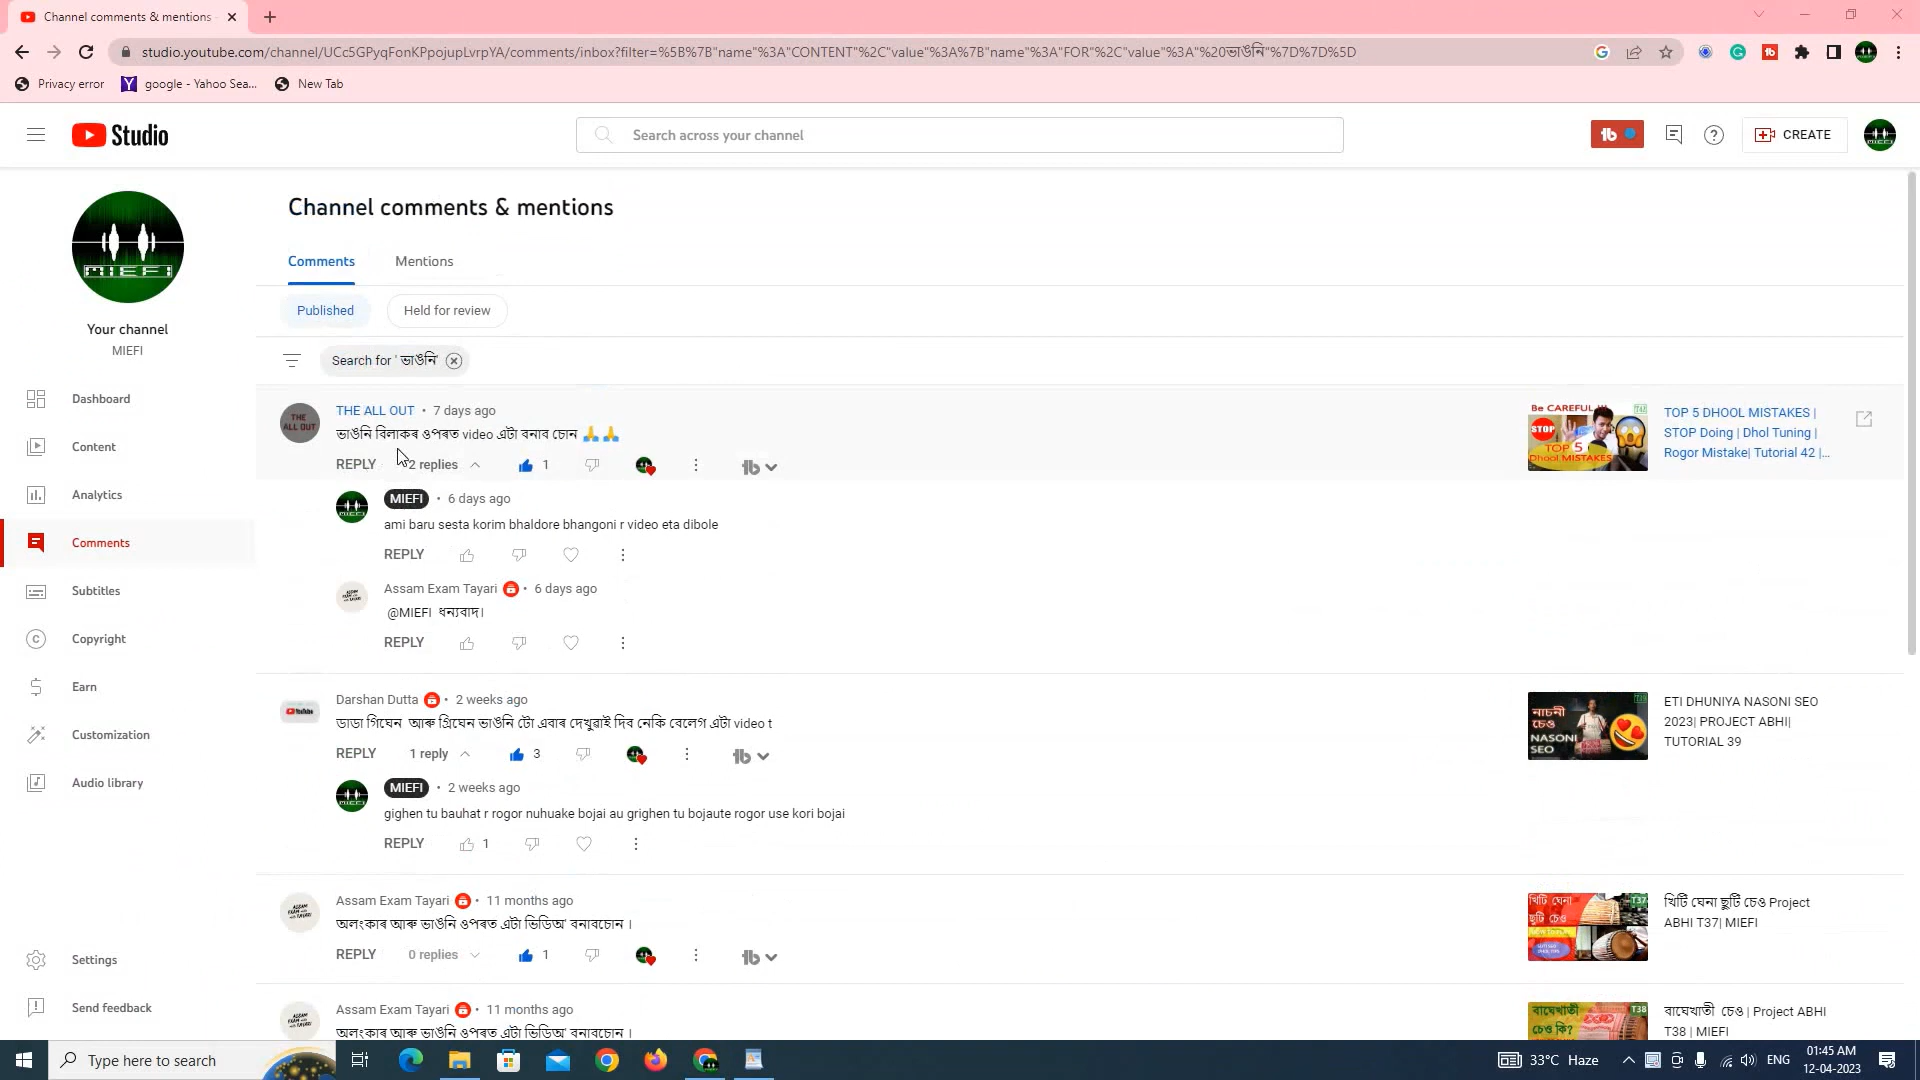 Channel comments & mentions
studio.youtube.com/channel/UCc5GPyqFonKPpojupLvrpYA/comments/inbox?filter=%5B%7B"name"%3A"CONTENT"%2C"value"%3A%7B"name"%3A"FOR"%2C"value"%3A"%20ভাঙনি"%7D%7D%5D
Privacy error
google - Yahoo Sea...
New Tab
Studio
Search across your channel
CREATE
MIEFI
Your channel
MIEFI
Dashboard
Content
Analytics
Comments
Subtitles
Copyright
Earn
Customization
Audio library
Settings
Send feedback
Channel comments & mentions
Comments Mentions
Published Held for review
Search for ' ভাঙনি'
THE ALL OUT • 7 days ago
ভাঙনি বিলাকৰ ওপৰত video এটা বনাব চোন 🙏🙏
REPLY 2 replies 1
MIEFI • 6 days ago
ami baru sesta korim bhaldore bhangoni r video eta dibole
REPLY
Assam Exam Tayari • 6 days ago
@MIEFI ধন্যবাদ।
REPLY
Darshan Dutta • 2 weeks ago
ডাডা গিঘেন আৰু গ্ৰিঘেন ভাঙনি টো এবাৰ দেখুৱাই দিব নেকি বেলেগ এটা video t
REPLY 1 reply 3
MIEFI • 2 weeks ago
gighen tu bauhat r rogor nuhuake bojai au grighen tu bojaute rogor use kori bojai
REPLY 1
Assam Exam Tayari • 11 months ago
অলংকাৰ আৰু ভাঙনি ওপৰত এটা ভিডিঅ' বনাবচোন ।
REPLY 0 replies 1
Assam Exam Tayari • 11 months ago
অলংকাৰ আৰু ভাঙনি ওপৰত এটা ভিডিঅ' বনাবচোন ।
Be CAREFUL
STOP
TOP 5
Dhool MISTAKES
TOP 5 DHOOL MISTAKES |
STOP Doing | Dhol Tuning |
Rogor Mistake| Tutorial 42 |...
নাচনী
চেও
NASONI
SEO
ETI DHUNIYA NASONI SEO
2023| PROJECT ABHI|
TUTORIAL 39
খিটি ঘেনা
ছুটি চেও
T37
খিটি ঘেনা ছুটি চেও Project
ABHI T37| MIEFI
বাঘেখাতী
চেও কি?
T38
বাঘেখাতী চেও | Project ABHI
T38 | MIEFI
Type here to search
33°C Haze
ENG
01:45 AM
12-04-2023